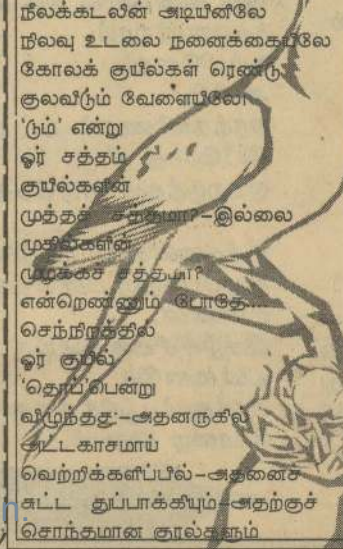 நீலக்கடலின் அடியினிலே
நிலவு உடலை நனைக்கையிலே
கோலக் குயில்கள் ரெண்டு
குலவிடும் வேளையிலே
'டும்' என்று
ஓர் சத்தம்
குயில்களின்
முத்தச் சத்தமா?-இல்லை
முகில்களின்
முழக்கச் சத்தமா?
என்றெண்ணும் போதே...
செந்நிறத்தில்
ஓர் குயில்
'தொப்'பென்று
விழுந்தது:-அதனருகில்
அட்டகாசமாய்
வெற்றிக்களிப்பில்-அதனைச்
சுட்ட துப்பாக்கியும்-அதற்குச்
சொந்தமான குரல்களும்